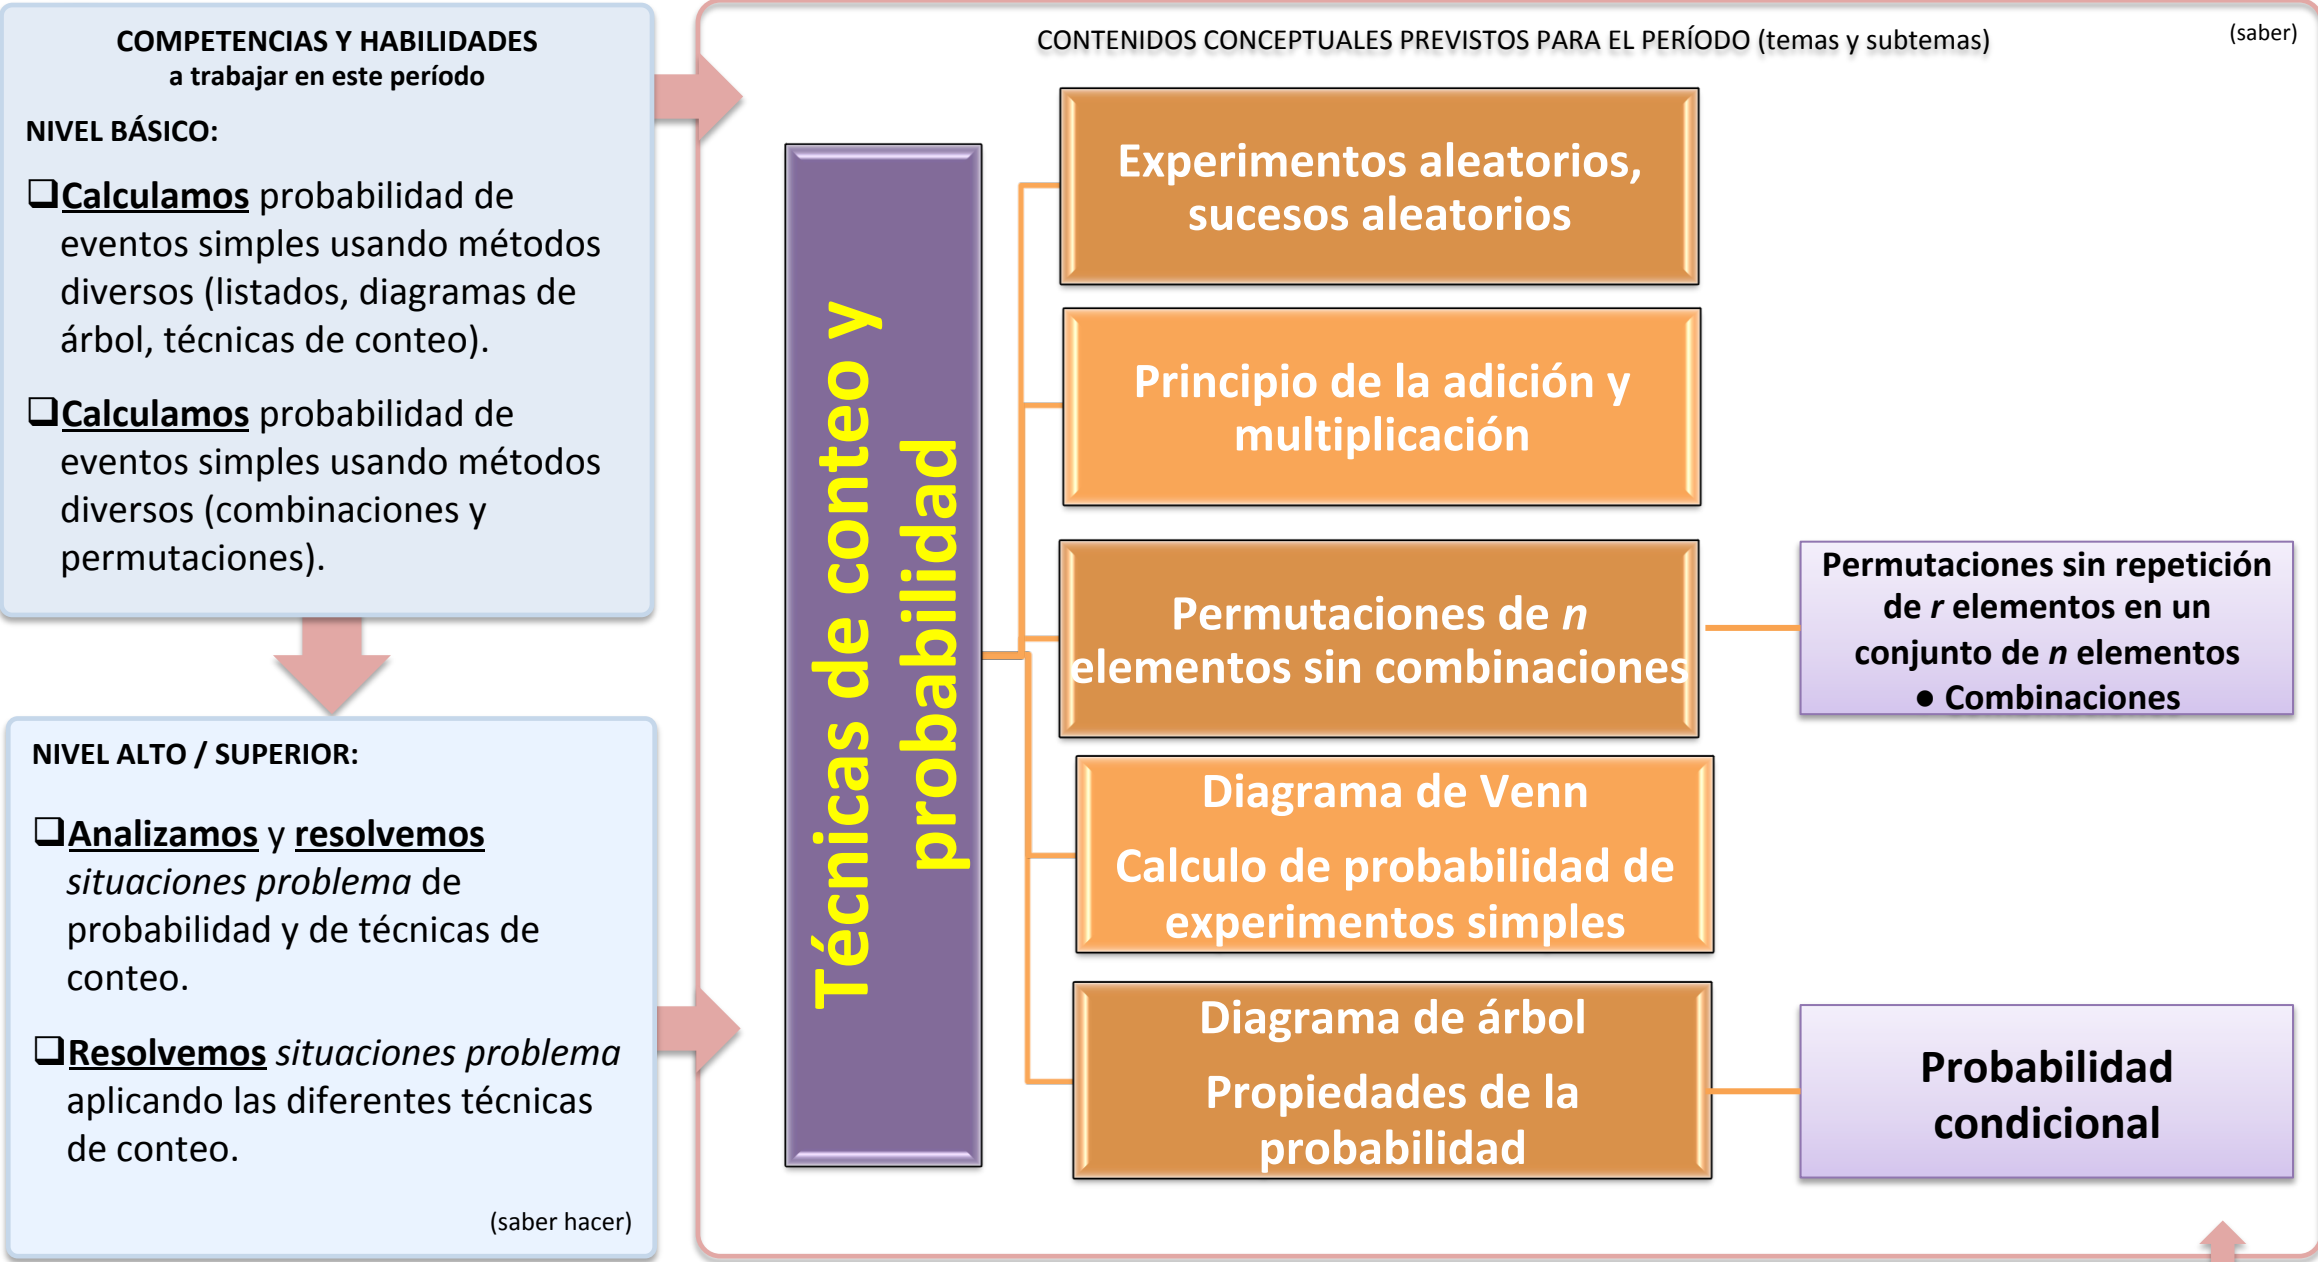 COMPETENCIAS Y HABILIDADES
a trabajar en este período
NIVEL BÁSICO:
❑Calculamos probabilidad de
eventos simples usando métodos
diversos (listados, diagramas de
árbol, técnicas de conteo).
❑Calculamos probabilidad de
eventos simples usando métodos
diversos (combinaciones y
permutaciones).
NIVEL ALTO / SUPERIOR:
❑Analizamos y resolvemos
situaciones problema de
probabilidad y de técnicas de
conteo.
❑Resolvemos situaciones problema
aplicando las diferentes técnicas
de conteo.
(saber hacer)
CONTENIDOS CONCEPTUALES PREVISTOS PARA EL PERÍODO (temas y subtemas)
(saber)
Técnicas de conteo y
probabilidad
Experimentos aleatorios,
sucesos aleatorios
Principio de la adición y
multiplicación
Permutaciones de n
elementos sin combinaciones
Permutaciones sin repetición
de r elementos en un
conjunto de n elementos
● Combinaciones
Diagrama de Venn
Calculo de probabilidad de
experimentos simples
Diagrama de árbol
Propiedades de la
probabilidad
Probabilidad
condicional